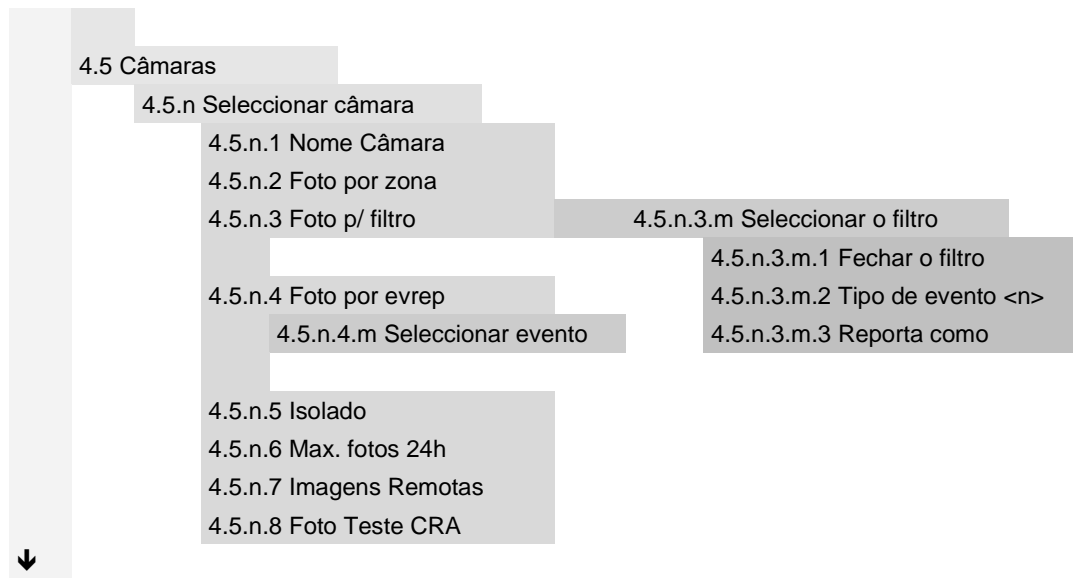 4.5 Câmaras
4.5.n Seleccionar câmara
4.5.n.1 Nome Câmara
4.5.n.2 Foto por zona
4.5.n.3 Foto p/ filtro
4.5.n.3.m Seleccionar o filtro
4.5.n.3.m.1 Fechar o filtro
4.5.n.3.m.2 Tipo de evento <n>
4.5.n.3.m.3 Reporta como
4.5.n.4 Foto por evrep
4.5.n.4.m Seleccionar evento
4.5.n.5 Isolado
4.5.n.6 Max. fotos 24h
4.5.n.7 Imagens Remotas
4.5.n.8 Foto Teste CRA